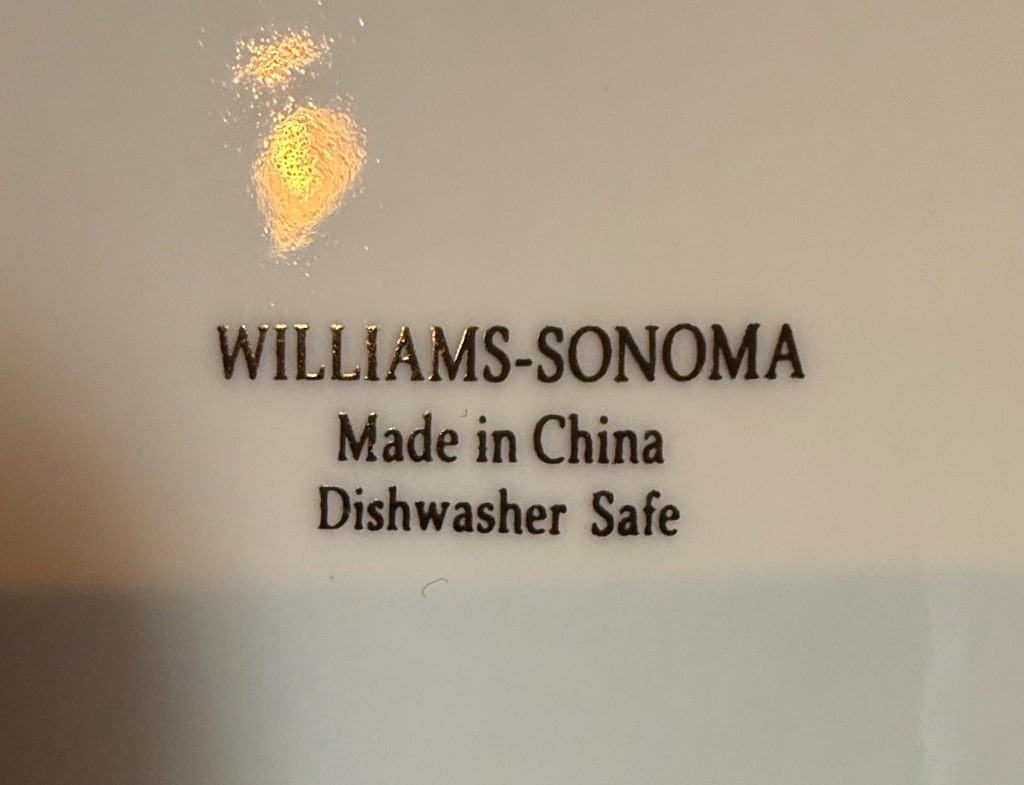 WILLIAMS-SONOMA
Made in China
Dishwasher Safe